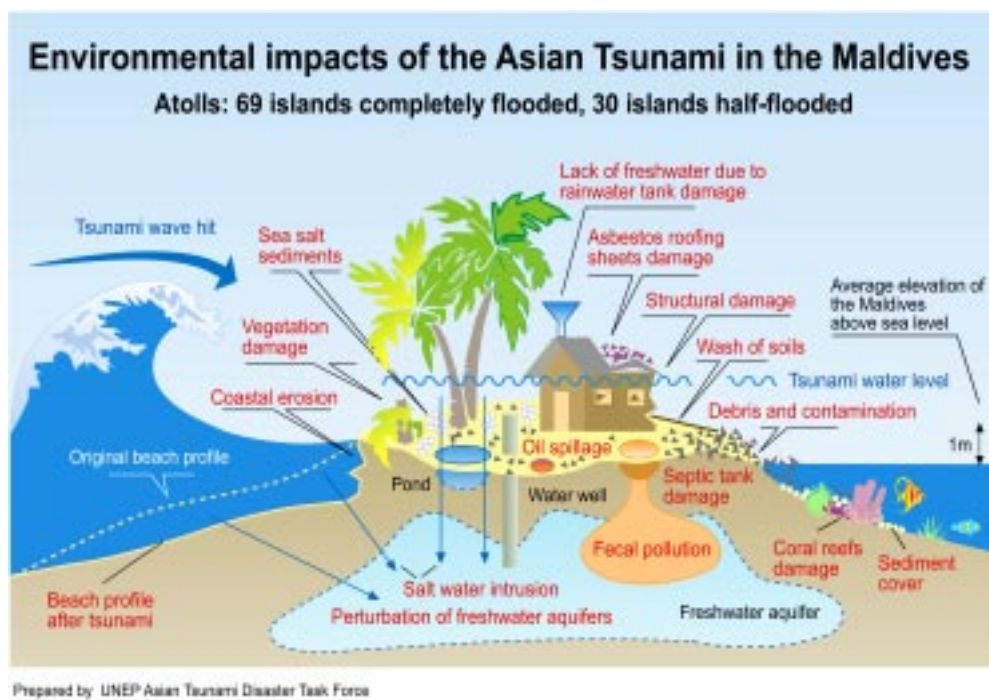 Environmental impacts of the Asian Tsunami in the Maldives
Atolls: 69 islands completely flooded, 30 islands half-flooded
Lack of freshwater due to
rainwater tank damage
Tsunami wave hit
Sea salt
sediments
Asbestos roofing
sheets damage
Average elevation of
the Maldives
above sea level
Structural damage
Vegetation
damage
Wash of soils
Tsunami water level
Coastal erosion
Debris and contamination
1m
Original beach profile
Oil spillage
Pond
Water well
Septic tank
damage
Fecal pollution
Coral reefs
damage
Sediment
cover
Salt water intrusion
Beach profile
after tsunami
Perturbation of freshwater aquifers
Freshwater aquifer
Prepared by UNEP Asian Tsunami Disaster Task Force